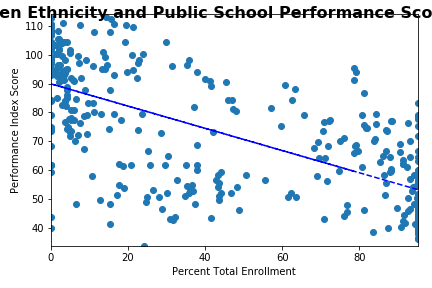 en Ethnicity and Public School Performance Sco
110
100
90
80
70
60
50
40
Performance Index Score
0 20 40 60 80
Percent Total Enrollment